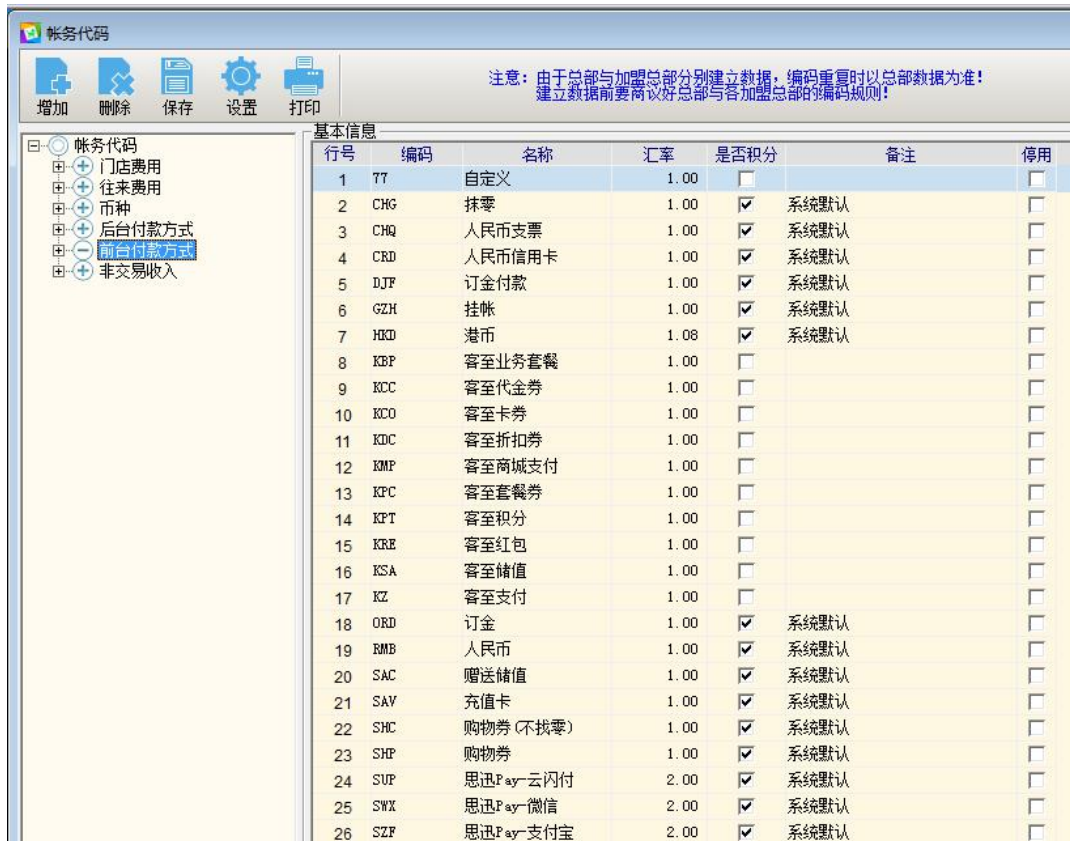 帐务代码
增加 删除 保存 设置 打印
注意：由于总部与加盟总部分别建立数据，编码重复时以总部数据为准！
建立数据前要商议好总部与各加盟总部的编码规则！
帐务代码
门店费用
往来费用
币种
后台付款方式
前台付款方式
非交易收入
基本信息
行号 编码 名称 汇率 是否积分 备注 停用
1 77 自定义 1.00
2 CHG 抹零 1.00 系统默认
3 CHQ 人民币支票 1.00 系统默认
4 CRD 人民币信用卡 1.00 系统默认
5 DJF 订金付款 1.00 系统默认
6 GZH 挂帐 1.00 系统默认
7 HKD 港币 1.08 系统默认
8 KBP 客至业务套餐 1.00
9 KCC 客至代金券 1.00
10 KCO 客至卡券 1.00
11 KDC 客至折扣券 1.00
12 KMP 客至商城支付 1.00
13 KPC 客至套餐券 1.00
14 KPT 客至积分 1.00
15 KRE 客至红包 1.00
16 KSA 客至储值 1.00
17 KZ 客至支付 1.00
18 ORD 订金 1.00 系统默认
19 RMB 人民币 1.00 系统默认
20 SAC 赠送储值 1.00 系统默认
21 SAV 充值卡 1.00 系统默认
22 SHC 购物券(不找零) 1.00 系统默认
23 SHP 购物券 1.00 系统默认
24 SUP 思迅Pay-云闪付 2.00 系统默认
25 SWX 思迅Pay-微信 2.00 系统默认
26 SZF 思迅Pay-支付宝 2.00 系统默认